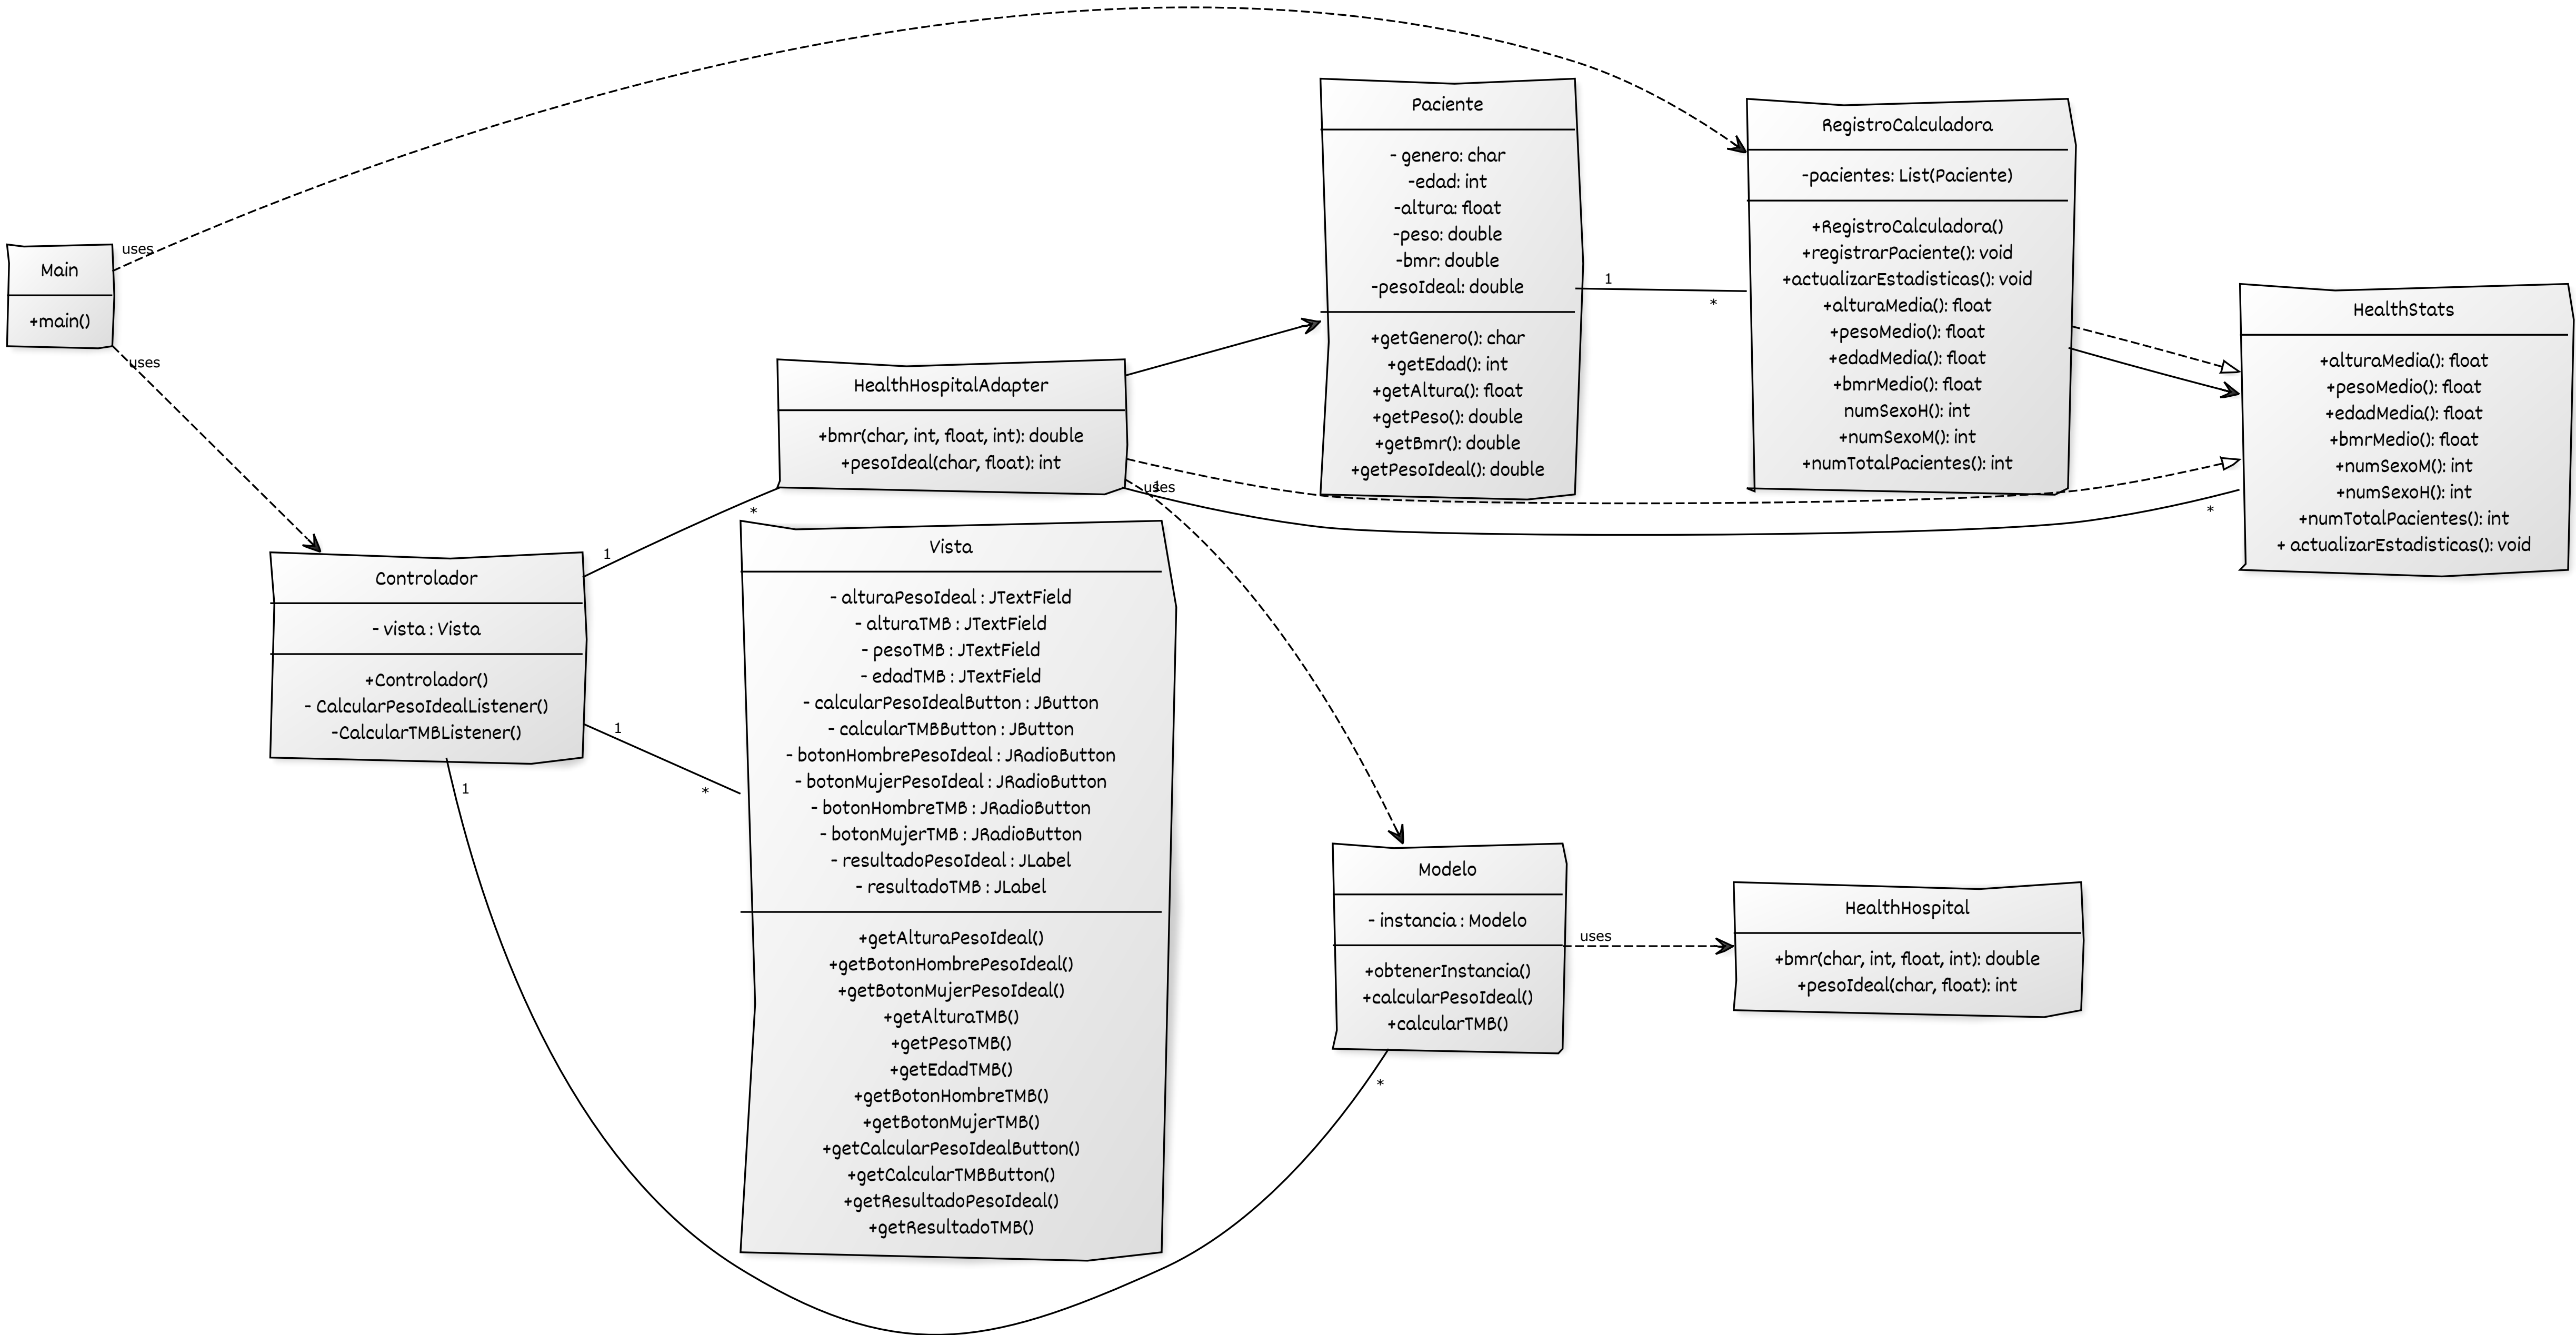 Main
+main()
uses
uses
Controlador
- vista : Vista
+Controlador()
- CalcularPesoIdealListener()
-CalcularTMBListener()
1
*
1
*
1
*
HealthHospitalAdapter
+bmr(char, int, float, int): double
+pesoIdeal(char, float): int
uses
1
*
Vista
- alturaPesoIdeal : JTextField
- alturaTMB : JTextField
- pesoTMB : JTextField
- edadTMB : JTextField
- calcularPesoIdealButton : JButton
- calcularTMBButton : JButton
- botonHombrePesoIdeal : JRadioButton
- botonMujerPesoIdeal : JRadioButton
- botonHombreTMB : JRadioButton
- botonMujerTMB : JRadioButton
- resultadoPesoIdeal : JLabel
- resultadoTMB : JLabel
+getAlturaPesoIdeal()
+getBotonHombrePesoIdeal()
+getBotonMujerPesoIdeal()
+getAlturaTMB()
+getPesoTMB()
+getEdadTMB()
+getBotonHombreTMB()
+getBotonMujerTMB()
+getCalcularPesoIdealButton()
+getCalcularTMBButton()
+getResultadoPesoIdeal()
+getResultadoTMB()
Paciente
- genero: char
-edad: int
-altura: float
-peso: double
-bmr: double
-pesoIdeal: double
+getGenero(): char
+getEdad(): int
+getAltura(): float
+getPeso(): double
+getBmr(): double
+getPesoIdeal(): double
1
*
RegistroCalculadora
-pacientes: List(Paciente)
+RegistroCalculadora()
+registrarPaciente(): void
+actualizarEstadisticas(): void
+alturaMedia(): float
+pesoMedio(): float
+edadMedia(): float
+bmrMedio(): float
numSexoH(): int
+numSexoM(): int
+numTotalPacientes(): int
HealthStats
+alturaMedia(): float
+pesoMedio(): float
+edadMedia(): float
+bmrMedio(): float
+numSexoM(): int
+numSexoH(): int
+numTotalPacientes(): int
+ actualizarEstadisticas(): void
Modelo
- instancia : Modelo
+obtenerInstancia()
+calcularPesoIdeal()
+calcularTMB()
uses
HealthHospital
+bmr(char, int, float, int): double
+pesoIdeal(char, float): int